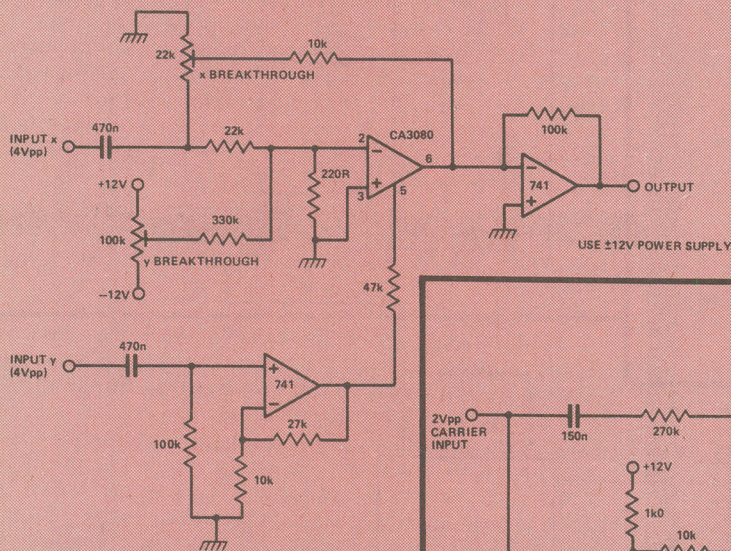 10k
22k
x BREAKTHROUGH
470n
INPUT x
(4Vpp)
22k
2
CA3080
6
−
+
3
5
220R
100k
−
741
+
OUTPUT
+12V
100k
330k
y BREAKTHROUGH
−12V
USE ±12V POWER SUPPLY
47k
470n
INPUT y
(4Vpp)
+
741
−
100k
27k
10k
2Vpp
CARRIER
INPUT
150n
270k
+12V
1k0
10k